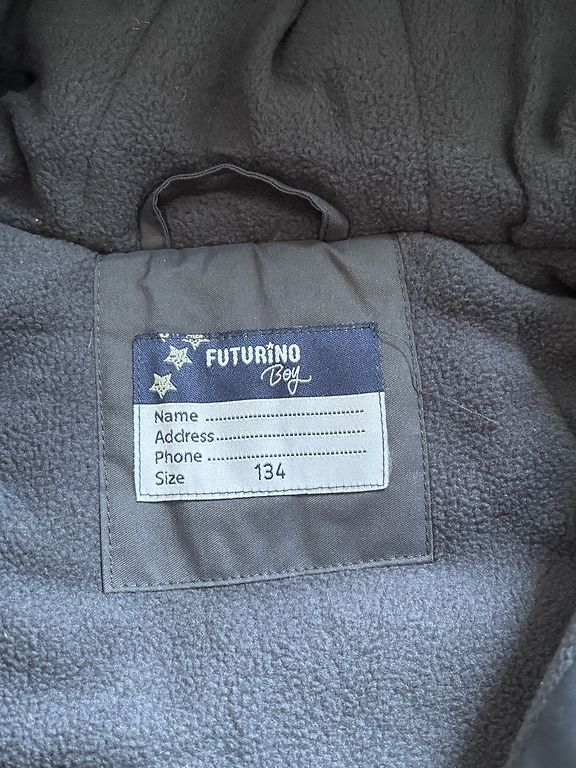 FUTURiNO
Boy
Name ..............................
Address ..............................
Phone ..............................
Size 134